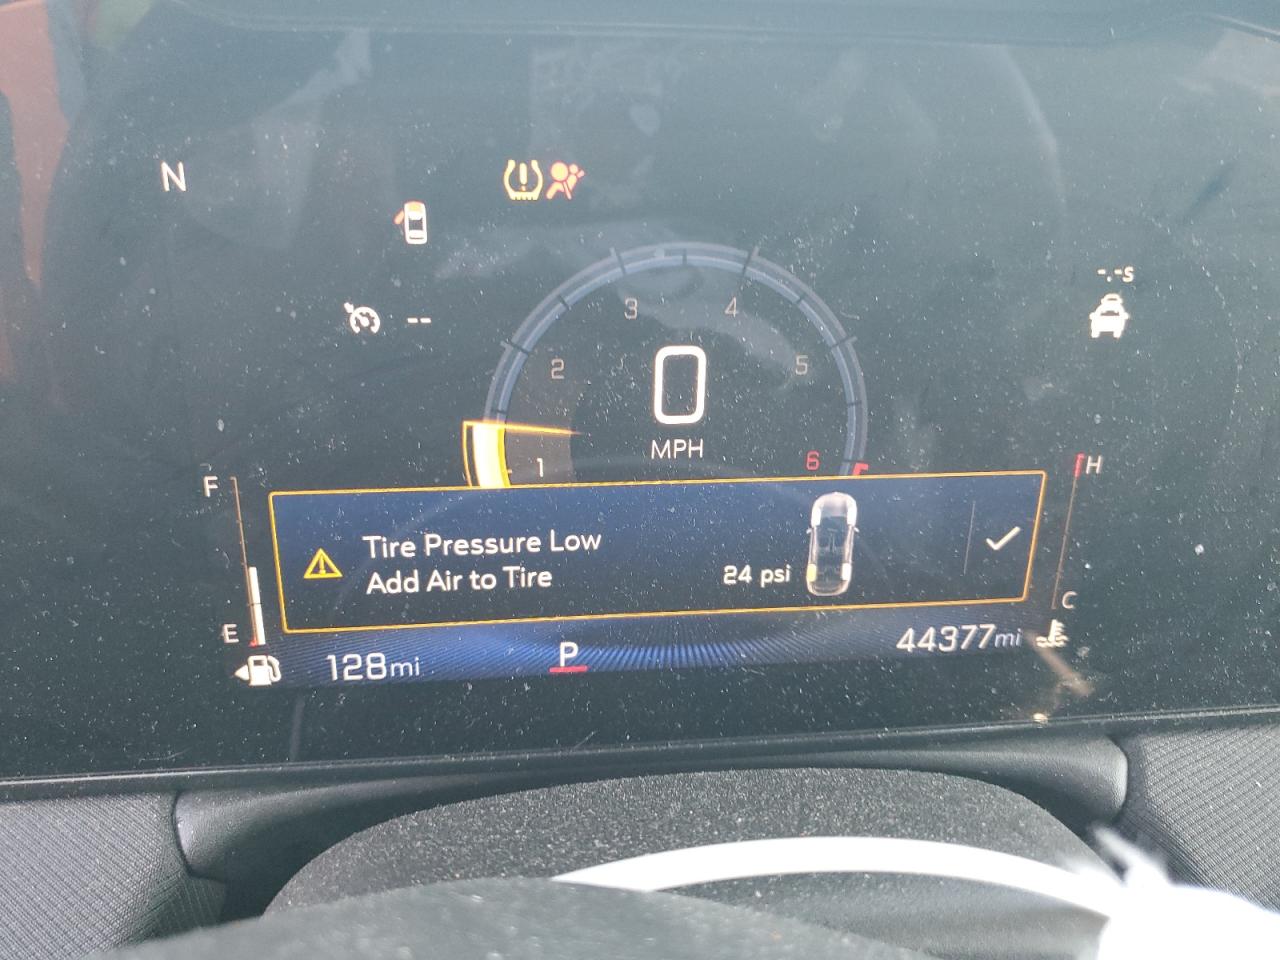 N
-.-s
--
3
4
2
5
0
MPH
1
6
F
H
Tire Pressure Low
Add Air to Tire
24 psi
E
C
128mi
P
44377mi